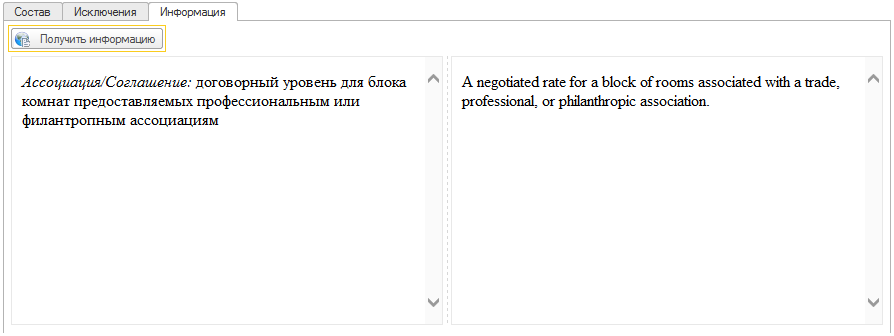 Состав Исключения Информация
Получить информацию
Ассоциация/Соглашение: договорный уровень для блока
комнат предоставляемых профессиональным или
филантропным ассоциациям
A negotiated rate for a block of rooms associated with a trade,
professional, or philanthropic association.